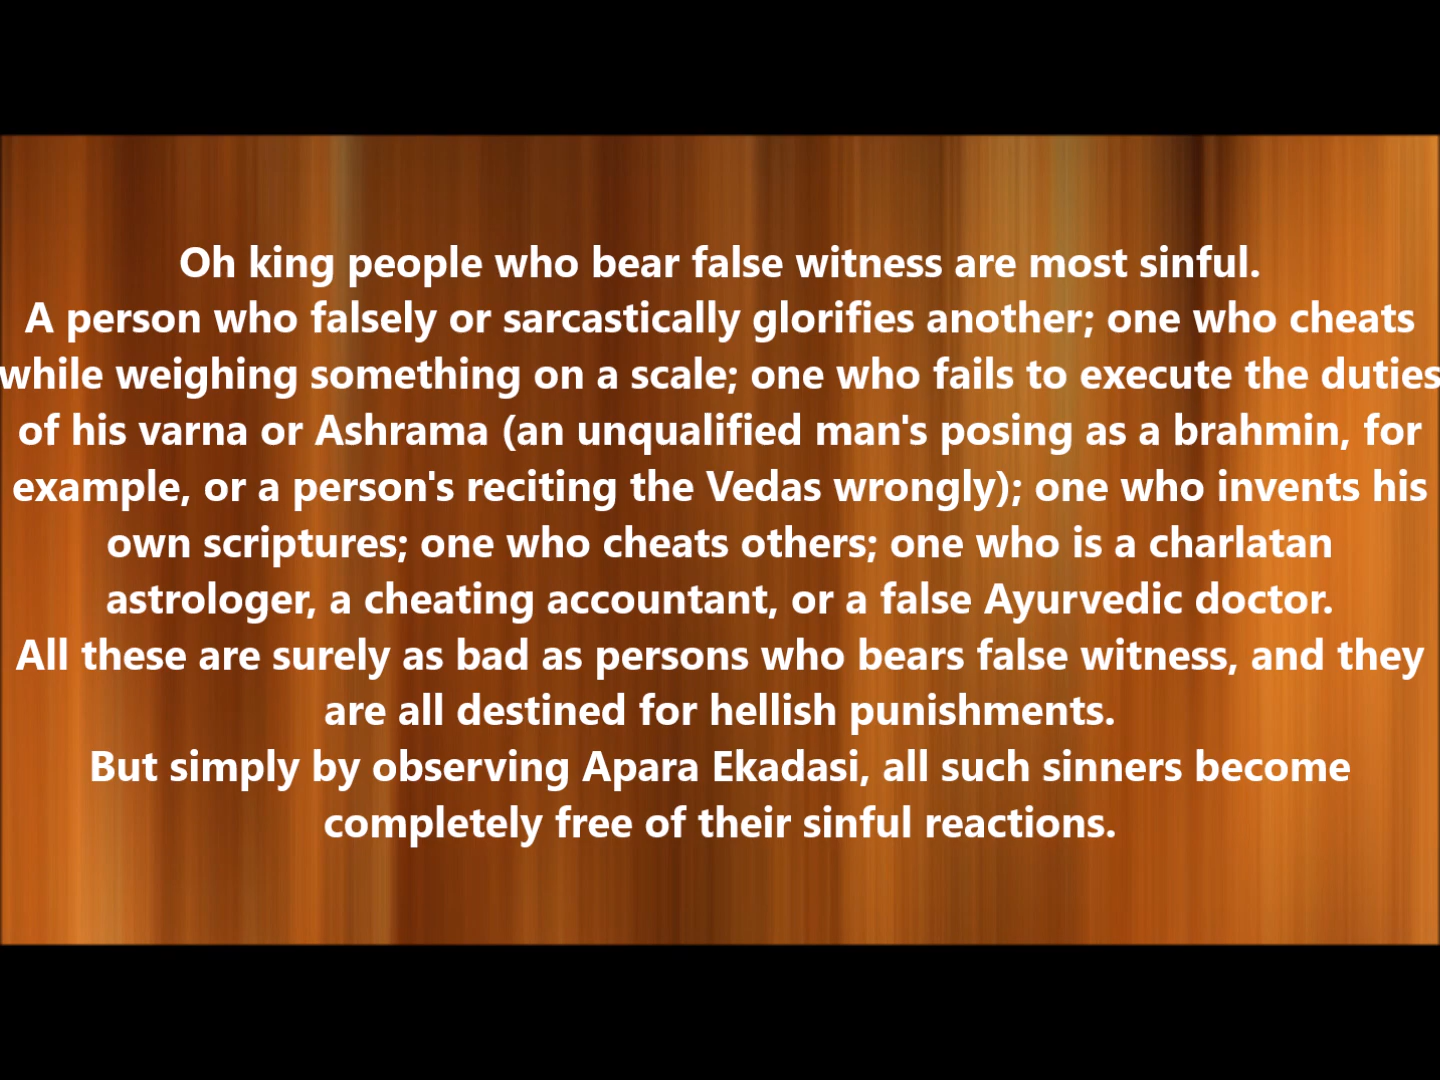 Oh king people who bear false witness are most sinful.
A person who falsely or sarcastically glorifies another; one who cheats
while weighing something on a scale; one who fails to execute the duties
of his varna or Ashrama (an unqualified man's posing as a brahmin, for
example, or a person's reciting the Vedas wrongly); one who invents his
own scriptures; one who cheats others; one who is a charlatan
astrologer, a cheating accountant, or a false Ayurvedic doctor.
All these are surely as bad as persons who bears false witness, and they
are all destined for hellish punishments.
But simply by observing Apara Ekadasi, all such sinners become
completely free of their sinful reactions.